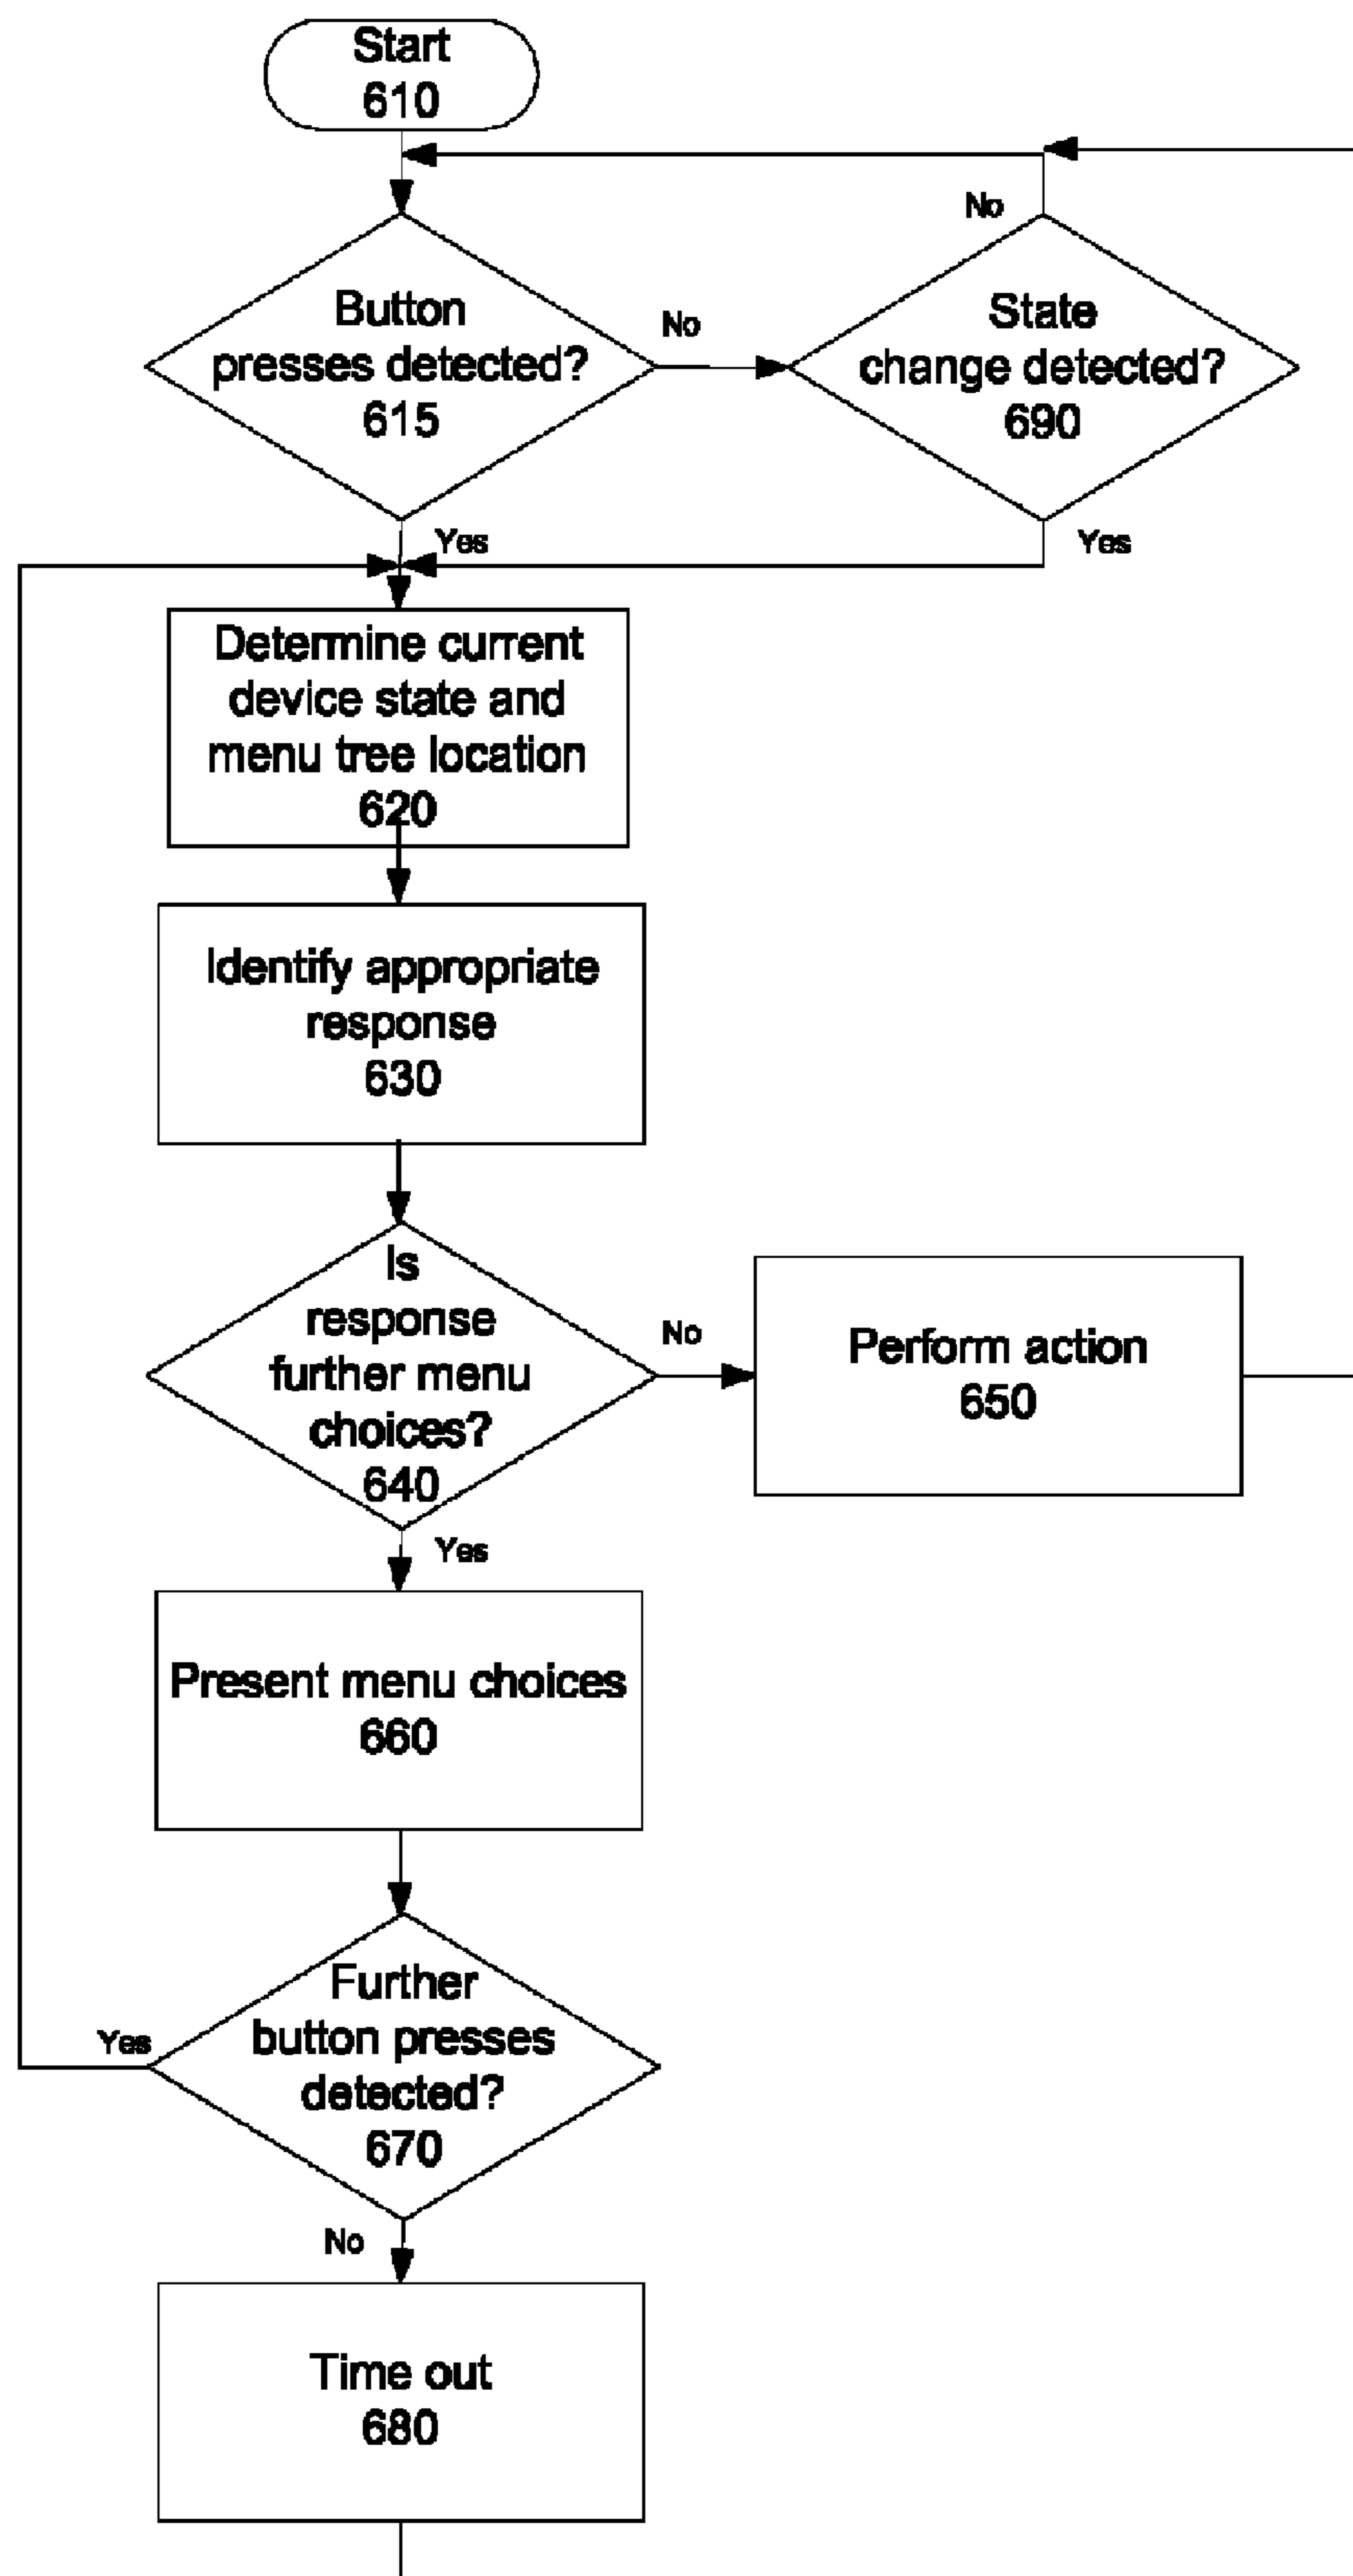 Start
610
Button
presses detected?
615
No
State
change detected?
690
No
Yes
Yes
Determine current
device state and
menu tree location
620
Identify appropriate
response
630
Is
response
further menu
choices?
640
No
Perform action
650
Yes
Present menu choices
660
Further
button presses
detected?
670
Yes
No
Time out
680